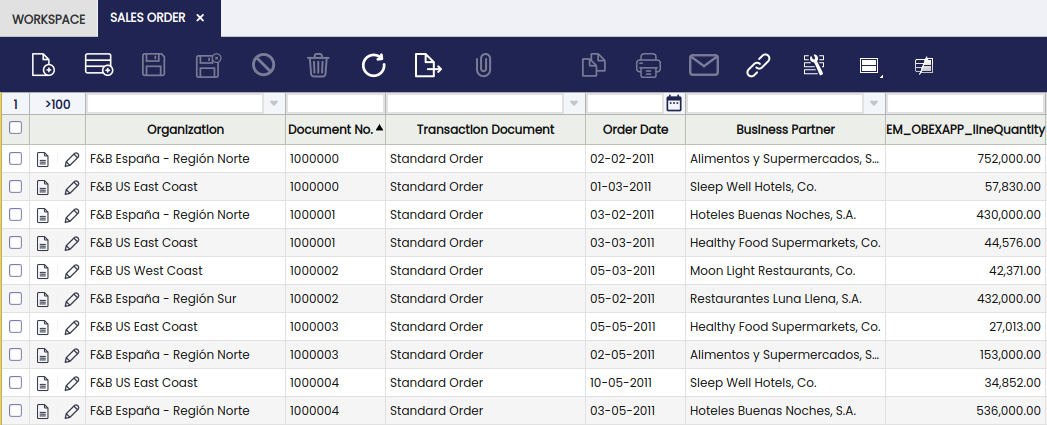 WORKSPACE SALES ORDER ×
1 >100
Organization Document No. Transaction Document Order Date Business Partner EM_OBEXAPP_lineQuantity
F&B España - Región Norte 1000000 Standard Order 02-02-2011 Alimentos y Supermercados, S... 752,000.00
F&B US East Coast 1000000 Standard Order 01-03-2011 Sleep Well Hotels, Co. 57,830.00
F&B España - Región Norte 1000001 Standard Order 03-02-2011 Hoteles Buenas Noches, S.A. 430,000.00
F&B US East Coast 1000001 Standard Order 03-03-2011 Healthy Food Supermarkets, Co. 44,576.00
F&B US West Coast 1000002 Standard Order 05-03-2011 Moon Light Restaurants, Co. 42,371.00
F&B España - Región Sur 1000002 Standard Order 05-02-2011 Restaurantes Luna Llena, S.A. 432,000.00
F&B US East Coast 1000003 Standard Order 05-05-2011 Healthy Food Supermarkets, Co. 27,013.00
F&B España - Región Norte 1000003 Standard Order 02-05-2011 Alimentos y Supermercados, S... 153,000.00
F&B US East Coast 1000004 Standard Order 10-05-2011 Sleep Well Hotels, Co. 34,852.00
F&B España - Región Norte 1000004 Standard Order 03-05-2011 Hoteles Buenas Noches, S.A. 536,000.00